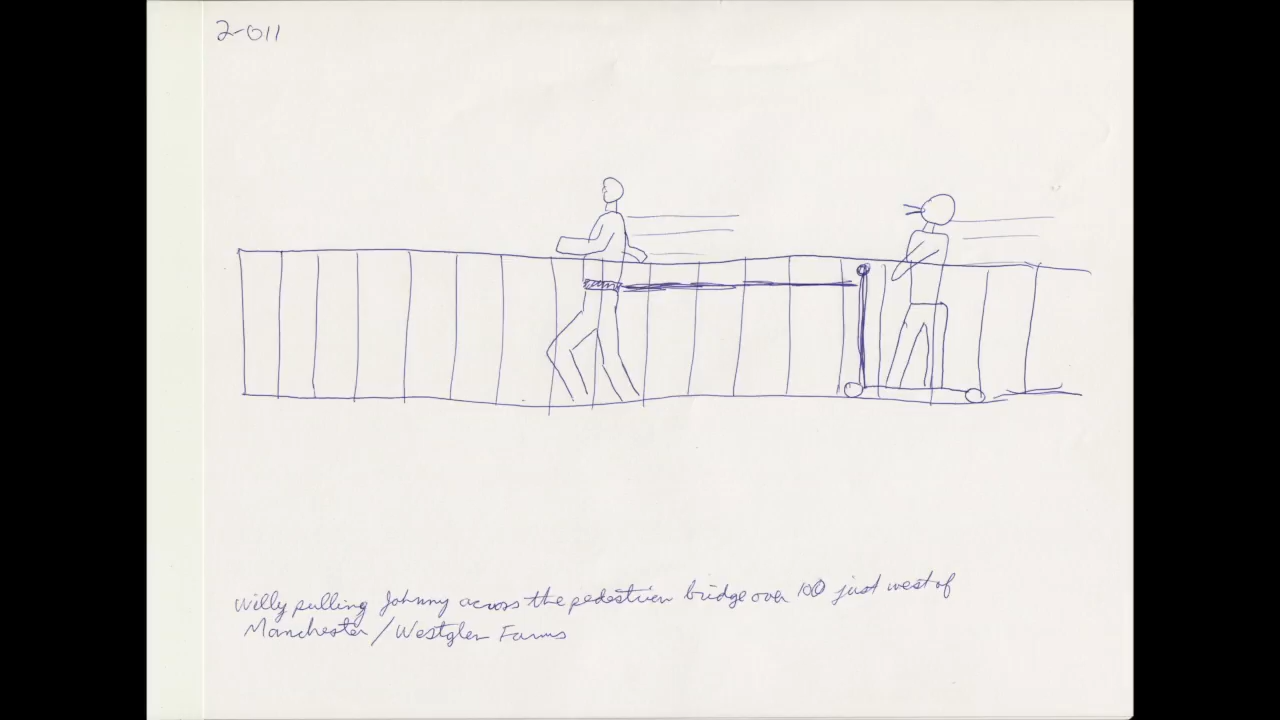 2-011
Willy pulling Johnny across the pedestrian bridge over 100 just west of
Manchester / Westglen Farms